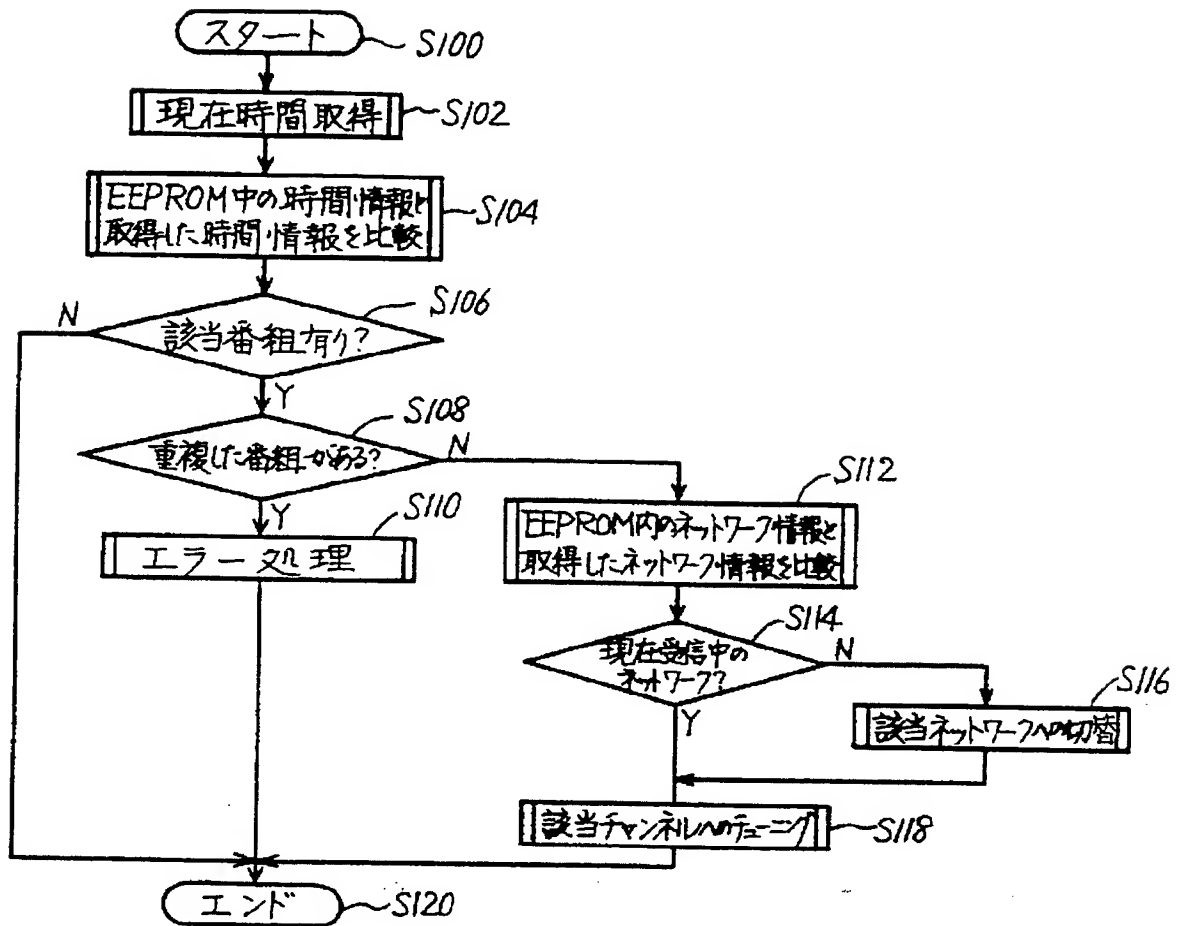 スタート
S100
現在時間取得
S102
EEPROM中の時間情報と
取得した時間情報を比較
S104
S106
N
該当番組有り?
Y
S108
重複した番組がある?
N
Y
S110
エラー処理
S112
EEPROM内のネットワーク情報と
取得したネットワーク情報を比較
S114
現在受信中の
ネットワーク?
N
Y
S116
該当ネットワークへの切替
該当チャンネルへのチューニング
S118
エンド
S120